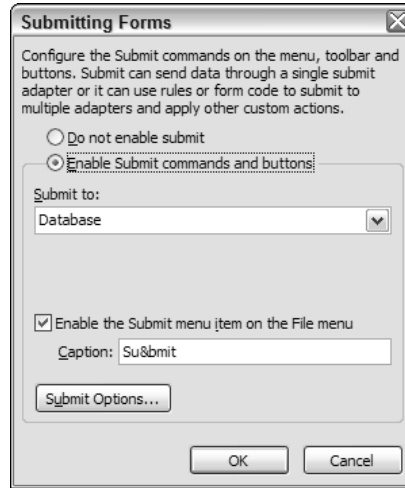 Submitting Forms
Configure the Submit commands on the menu, toolbar and
buttons. Submit can send data through a single submit
adapter or it can use rules or form code to submit to
multiple adapters and apply other custom actions.
Do not enable submit
Enable Submit commands and buttons
Submit to:
Database
Enable the Submit menu item on the File menu
Caption: Su&bmit
Submit Options...
OK Cancel